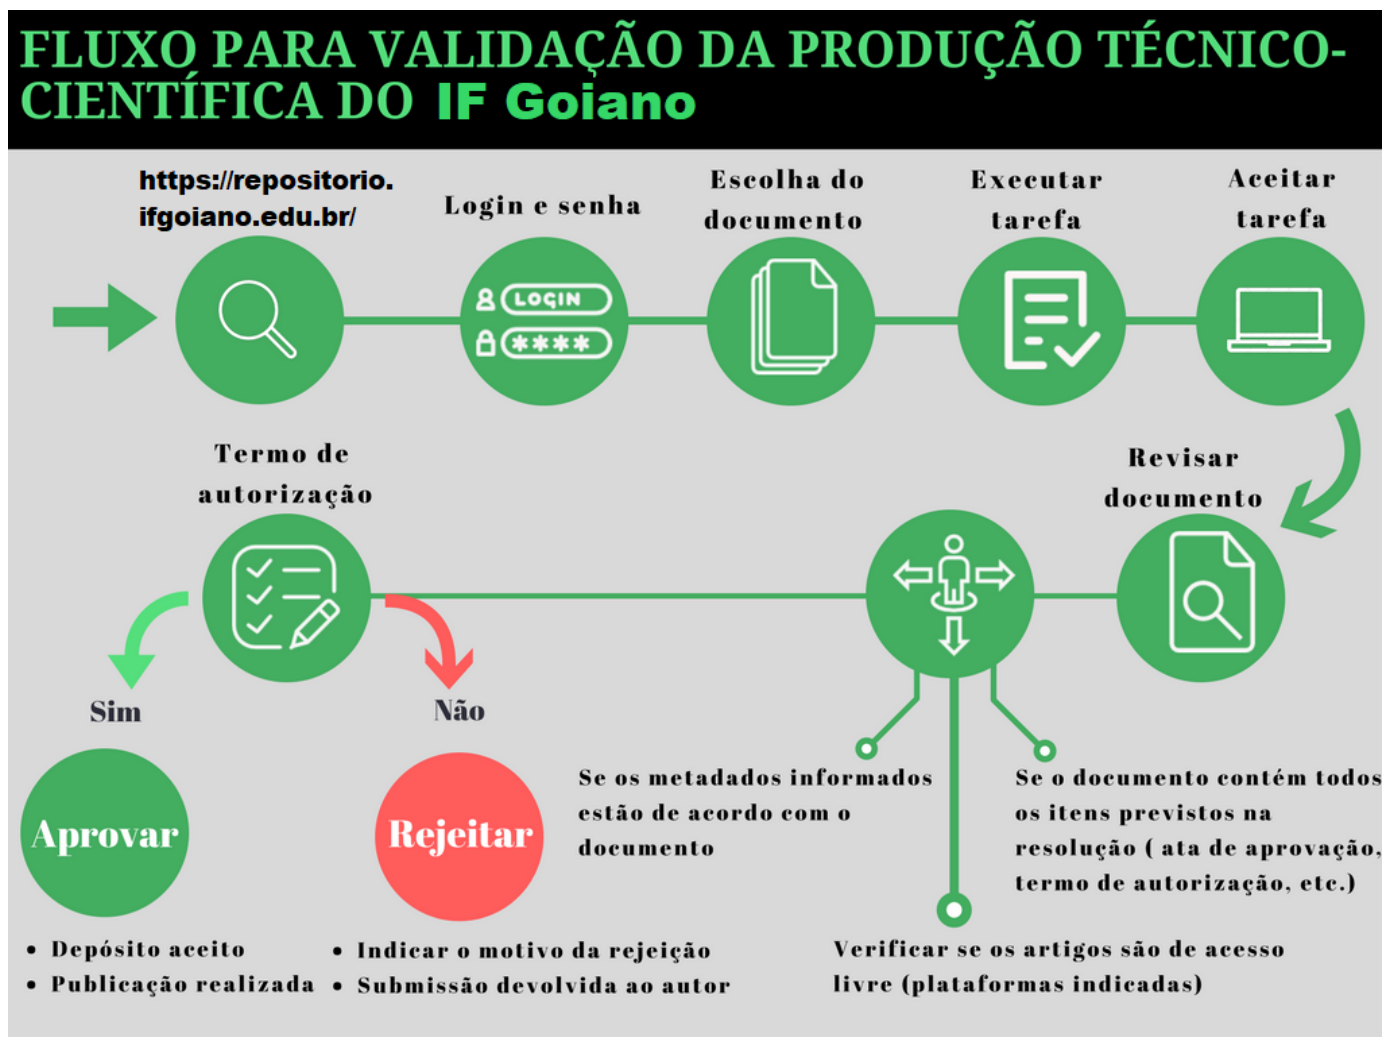 FLUXO PARA VALIDAÇÃO DA PRODUÇÃO TÉCNICO-
CIENTÍFICA DO IF Goiano
https://repositorio.
ifgoiano.edu.br/
Login e senha
Escolha do
documento
Executar
tarefa
Aceitar
tarefa
LOGIN
****
Termo de
autorização
Revisar
documento
Sim
Não
Aprovar
Rejeitar
• Depósito aceito
• Publicação realizada
• Indicar o motivo da rejeição
• Submissão devolvida ao autor
Se os metadados informados
estão de acordo com o
documento
Se o documento contém todos
os itens previstos na
resolução ( ata de aprovação,
termo de autorização, etc.)
Verificar se os artigos são de acesso
livre (plataformas indicadas)